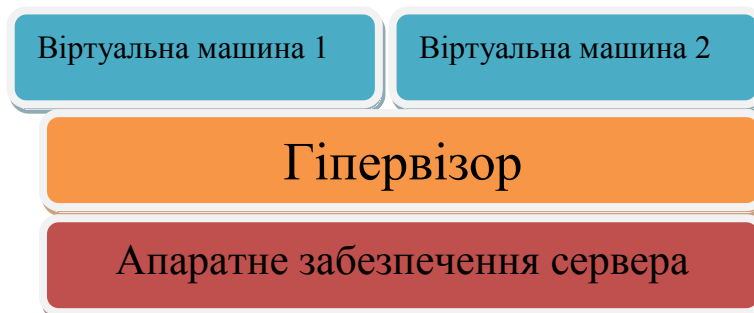 Віртуальна машина 1
Віртуальна машина 2
Гіпервізор
Апаратне забезпечення сервера